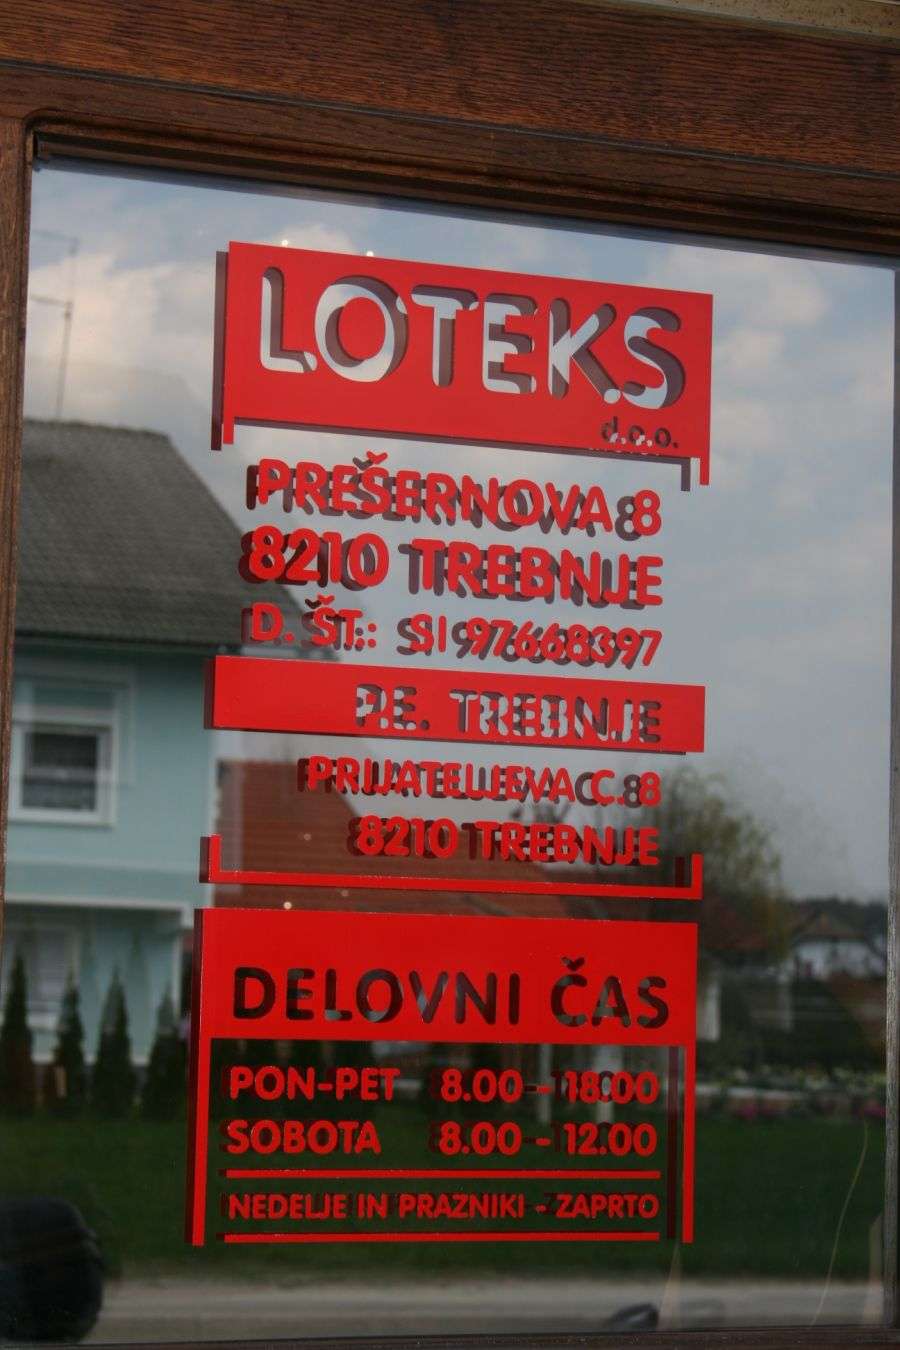 LOTEKS
d.o.o.
PREŠERNOVA 8
8210 TREBNJE
D. ŠT.: SI 97668397
P.E. TREBNJE
PRIJATELJEVA C. 8
8210 TREBNJE
DELOVNI ČAS
PON-PET 8.00 - 18.00
SOBOTA 8.00 - 12.00
NEDELJE IN PRAZNIKI - ZAPRTO